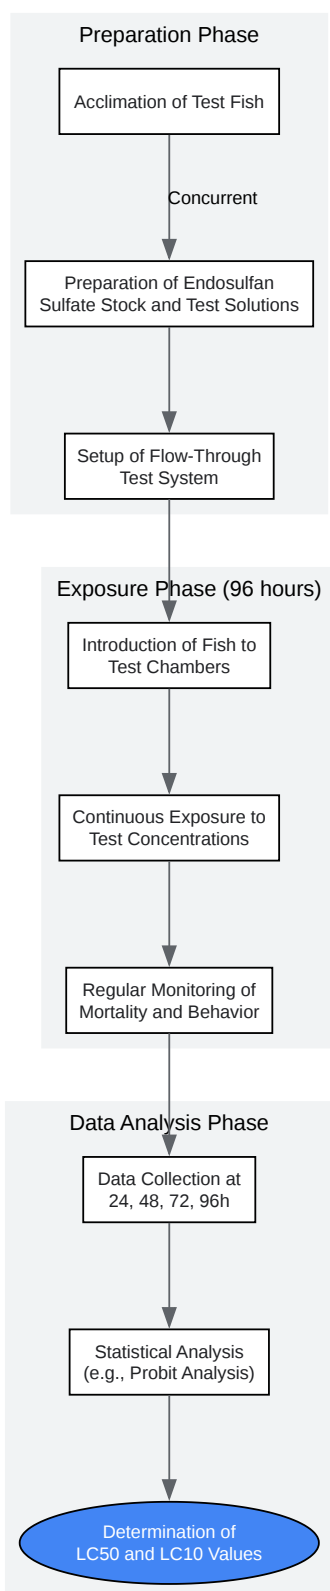 Preparation Phase
Acclimation of Test Fish
Concurrent
Preparation of Endosulfan
Sulfate Stock and Test Solutions
Setup of Flow-Through
Test System
Exposure Phase (96 hours)
Introduction of Fish to
Test Chambers
Continuous Exposure to
Test Concentrations
Regular Monitoring of
Mortality and Behavior
Data Analysis Phase
Data Collection at
24, 48, 72, 96h
Statistical Analysis
(e.g., Probit Analysis)
Determination of
LC50 and LC10 Values